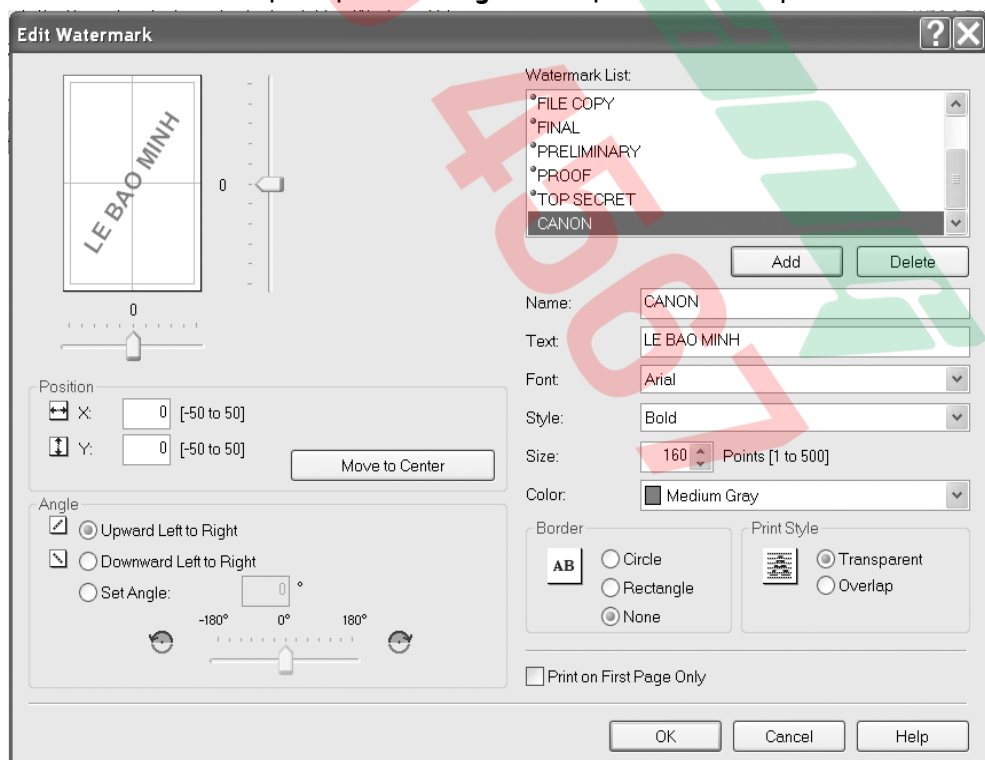 Edit Watermark
LE BAO MINH
0
0
Position
X: 0 [-50 to 50]
Y: 0 [-50 to 50]
Move to Center
Angle
Upward Left to Right
Downward Left to Right
Set Angle: 0 °
-180° 0° 180°
Watermark List:
FILE COPY
FINAL
PRELIMINARY
PROOF
TOP SECRET
CANON
Add Delete
Name: CANON
Text: LE BAO MINH
Font: Arial
Style: Bold
Size: 160 Points [1 to 500]
Color: Medium Gray
Border
AB
Circle
Rectangle
None
Print Style
Transparent
Overlap
Print on First Page Only
OK Cancel Help
4567